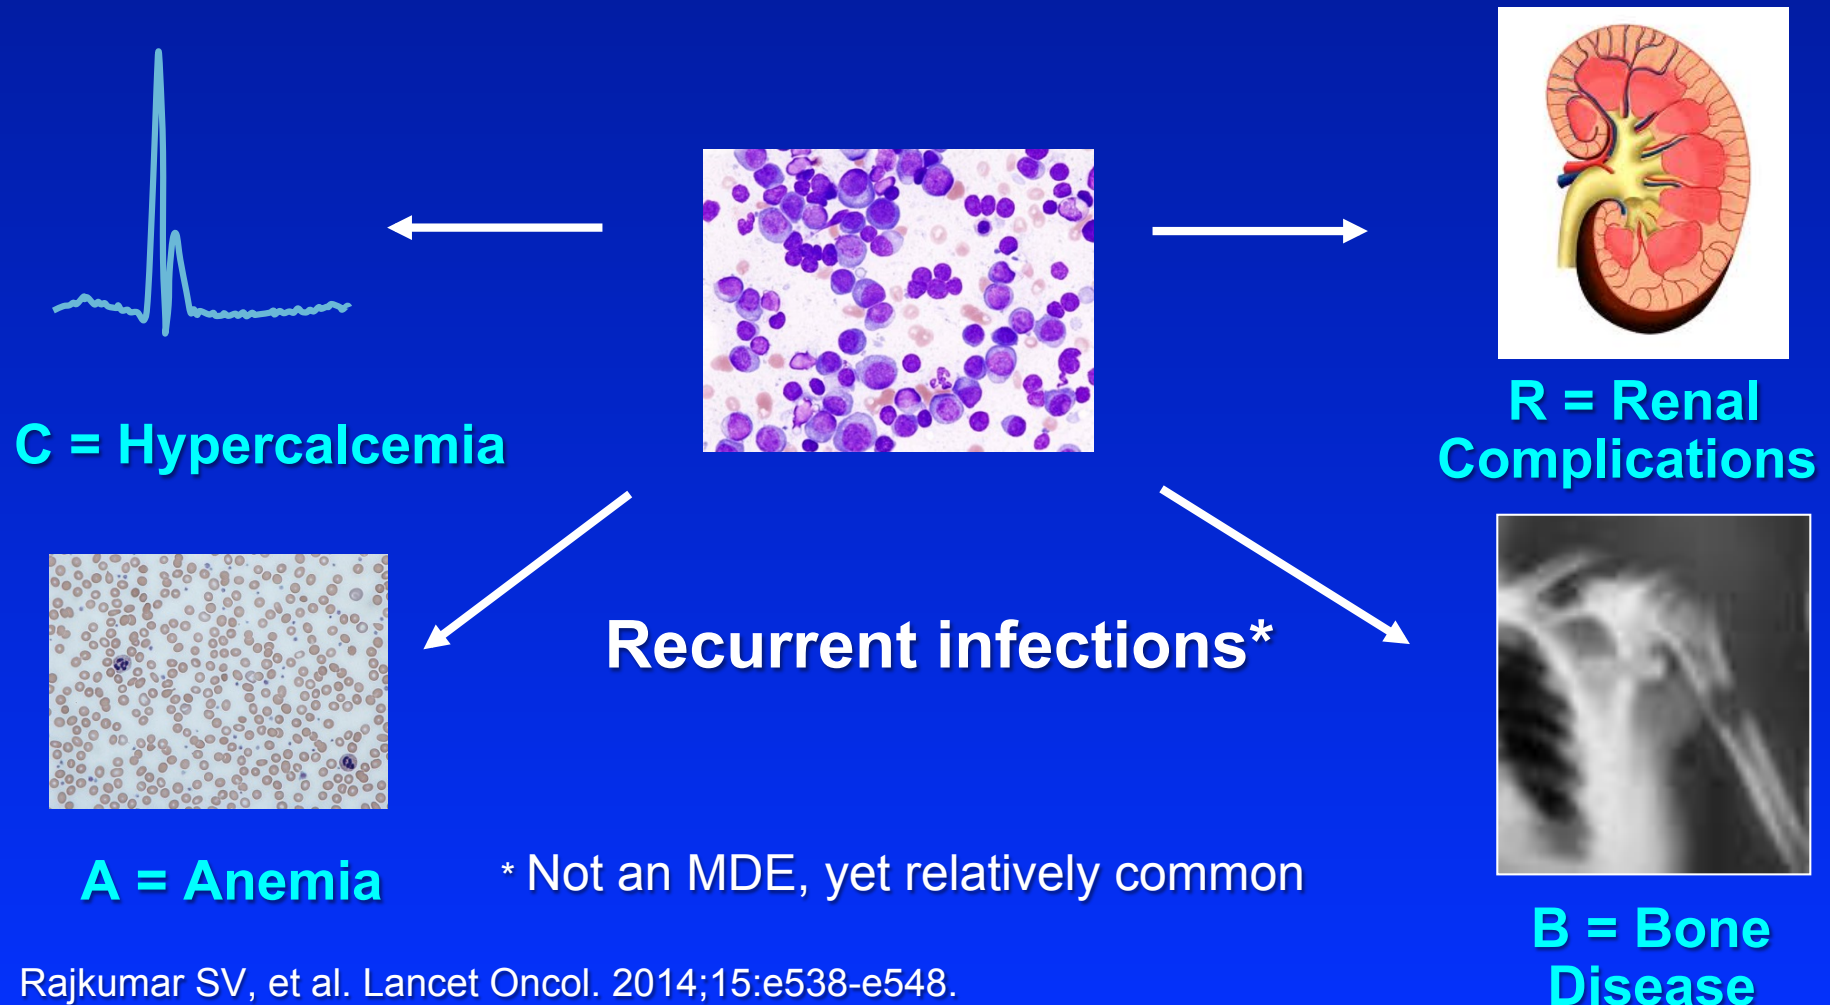 C = Hypercalcemia
R = Renal
Complications
Recurrent infections*
A = Anemia
* Not an MDE, yet relatively common
B = Bone
Disease
Rajkumar SV, et al. Lancet Oncol. 2014;15:e538-e548.